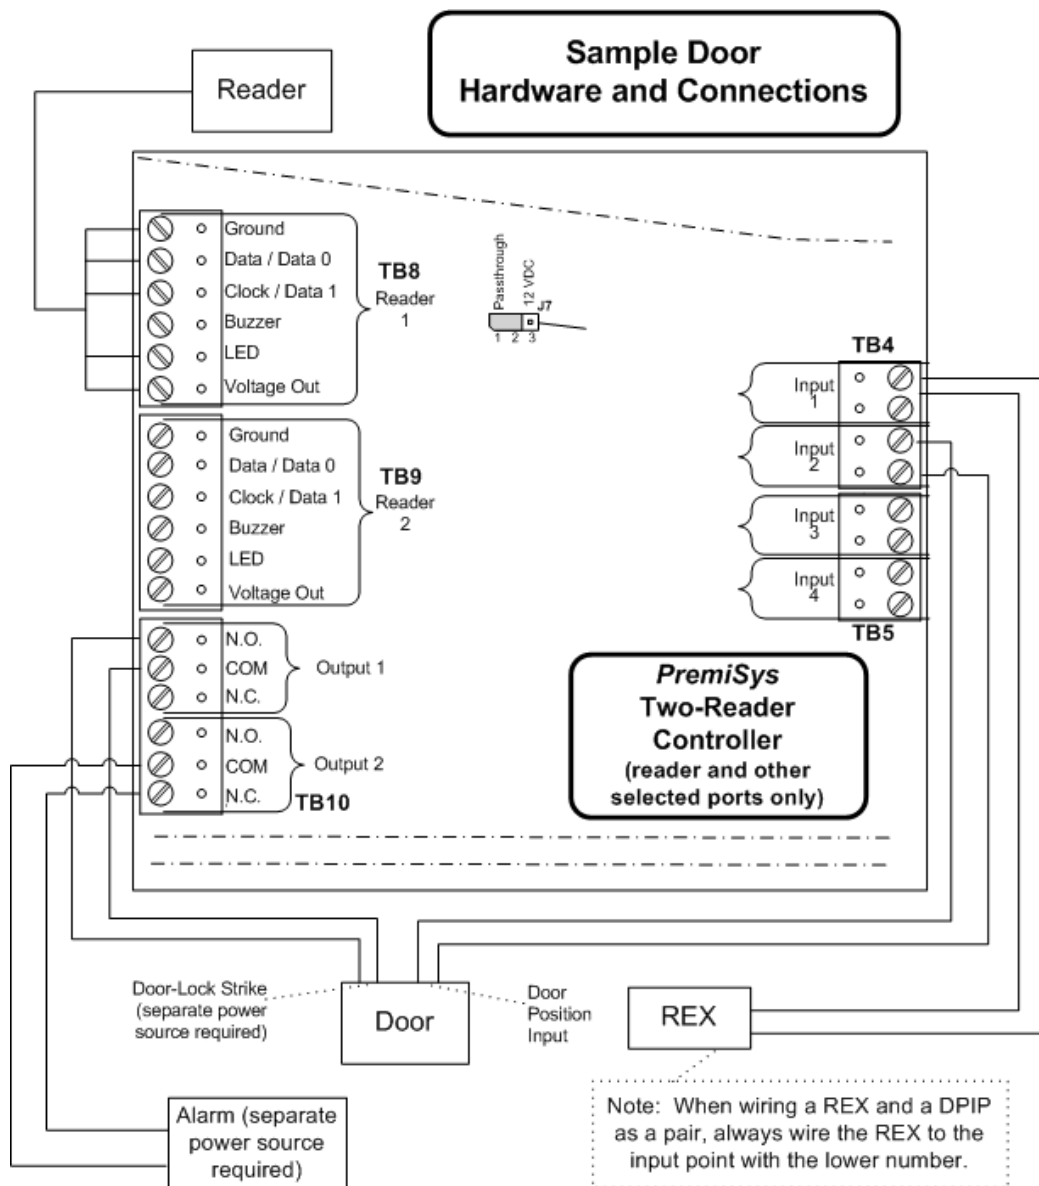 Sample Door
Hardware and Connections
Reader
Ground
Data / Data 0
Clock / Data 1
Buzzer
LED
Voltage Out
TB8
Reader
1
Passthrough
12 VDC
J7
1 2 3
TB4
Input
1
Input
2
Input
3
Input
4
TB5
Ground
Data / Data 0
Clock / Data 1
Buzzer
LED
Voltage Out
TB9
Reader
2
N.O.
COM
N.C.
Output 1
N.O.
COM
N.C.
Output 2
TB10
PremiSys
Two-Reader
Controller
(reader and other
selected ports only)
Door-Lock Strike
(separate power
source required)
Door
Door
Position
Input
REX
Alarm (separate
power source
required)
Note: When wiring a REX and a DPIP
as a pair, always wire the REX to the
input point with the lower number.